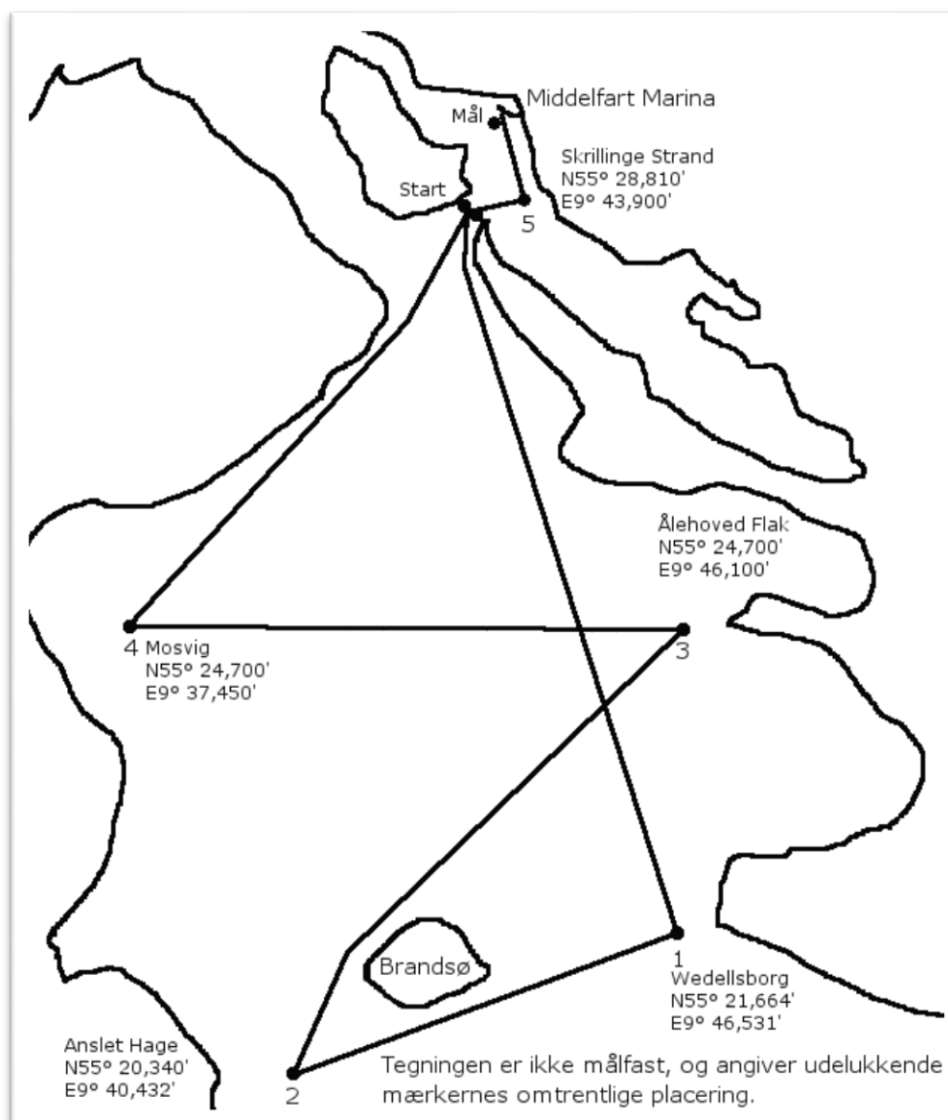 Middelfart Marina
Mål
Skrillinge Strand
N55° 28,810'
E9° 43,900'
Start
5
Ålehoved Flak
N55° 24,700'
E9° 46,100'
4 Mosvig
N55° 24,700'
E9° 37,450'
3
Brandsø
1
Wedellsborg
N55° 21,664'
E9° 46,531'
Anslet Hage
N55° 20,340'
E9° 40,432'
2
Tegningen er ikke målfast, og angiver udelukkende
mærkernes omtrentlige placering.